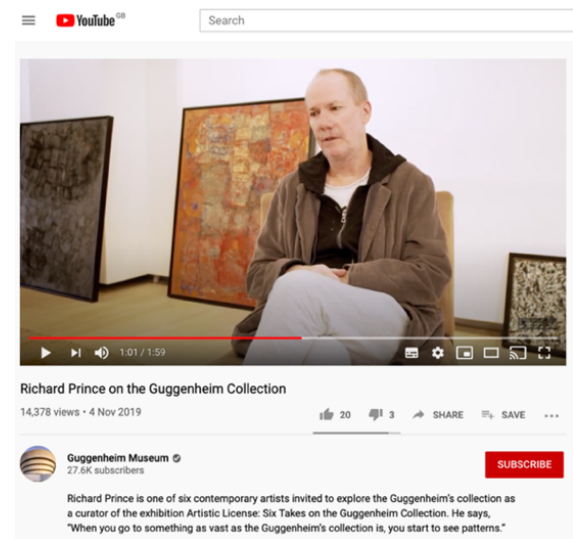 YouTube GB
Search
1:01 / 1:59
Richard Prince on the Guggenheim Collection
14,378 views • 4 Nov 2019
20 3 SHARE SAVE
Guggenheim Museum
27.6K subscribers
SUBSCRIBE
Richard Prince is one of six contemporary artists invited to explore the Guggenheim's collection as
a curator of the exhibition Artistic License: Six Takes on the Guggenheim Collection. He says,
"When you go to something as vast as the Guggenheim's collection is, you start to see patterns."